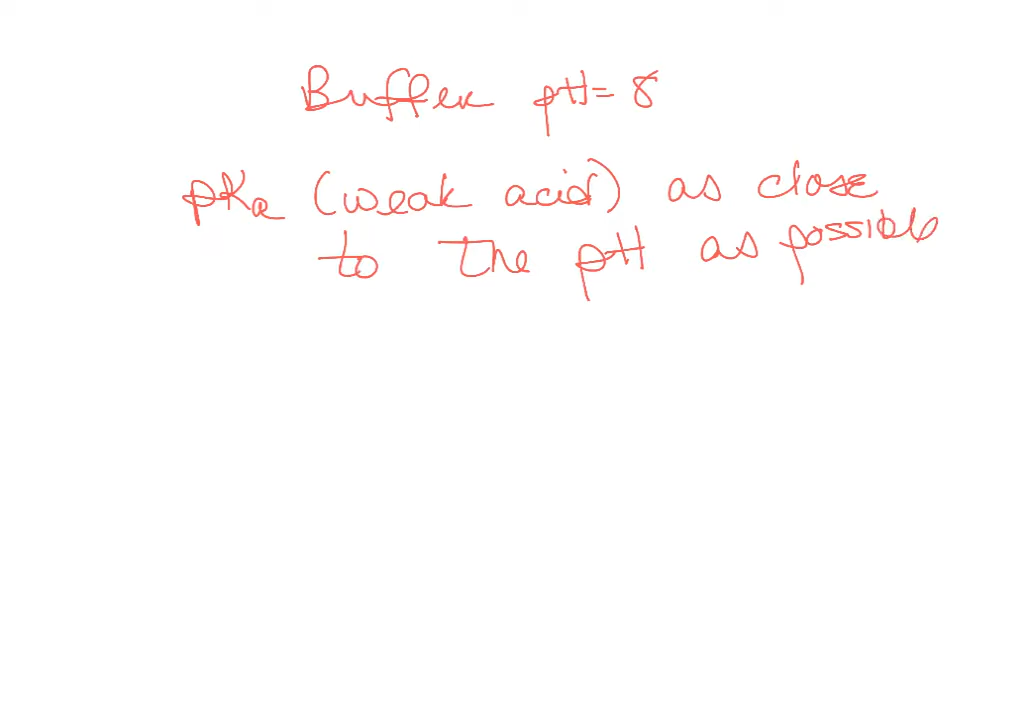 Buffer pH = 8
pKa (weak acid) as close
to the pH as possible